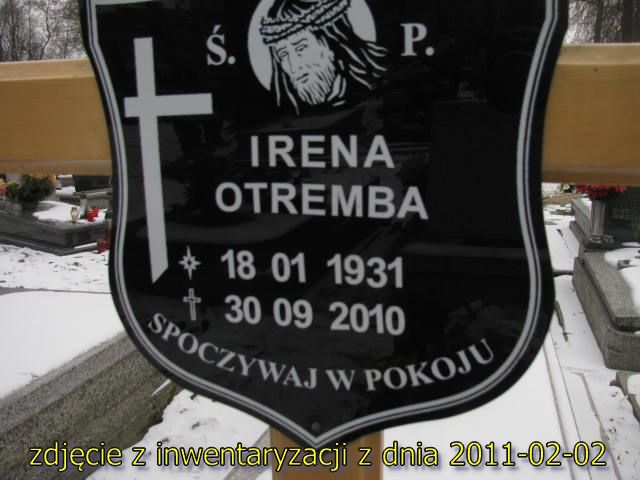 Ś. P.
IRENA
OTREMBA
18 01 1931
30 09 2010
SPOCZYWAJ W POKOJU
zdjęcie z inwentaryzacji z dnia 2011-02-02